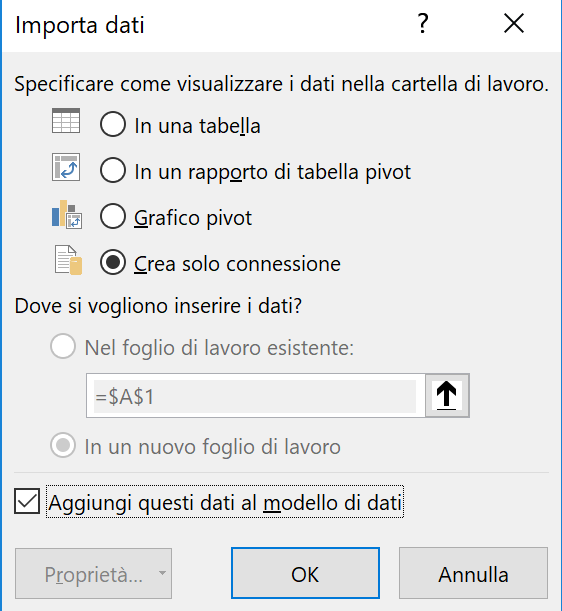 Importa dati
?
Specificare come visualizzare i dati nella cartella di lavoro.
In una tabella
In un rapporto di tabella pivot
Grafico pivot
Crea solo connessione
Dove si vogliono inserire i dati?
Nel foglio di lavoro esistente:
=$A$1
In un nuovo foglio di lavoro
Aggiungi questi dati al modello di dati
Proprietà...
OK
Annulla